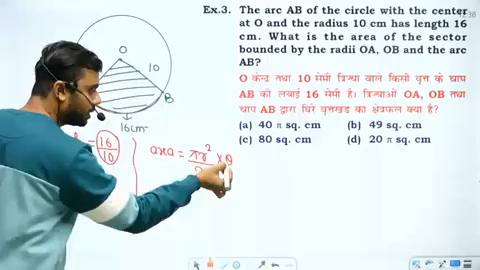 Ex.3. The arc AB of the circle with the center
at O and the radius 10 cm has length 16
cm. What is the area of the sector
bounded by the radii OA, OB and the arc
AB?
O केन्द्र तथा 10 सेमी त्रिज्या वाले किसी वृत्त के चाप
AB की लंबाई 16 सेमी है। त्रिज्याओं OA, OB तथा
चाप AB द्वारा घिरे वृत्तखंड का क्षेत्रफल क्या है?
(a) 40 π sq. cm (b) 49 sq. cm
(c) 80 sq. cm (d) 20 π sq. cm
O
10
B
16cm
16/10
area = πr²/2 × θ